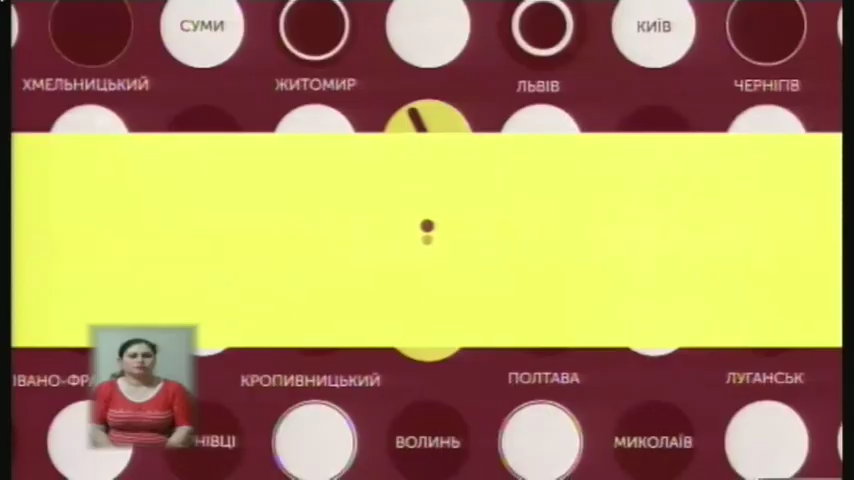 СУМИ КИЇВ
ХМЕЛЬНИЦЬКИЙ ЖИТОМИР ЛЬВІВ ЧЕРНІГІВ
КРОПИВНИЦЬКИЙ ПОЛТАВА ЛУГАНСЬК
ВОЛИНЬ МИКОЛАЇВ